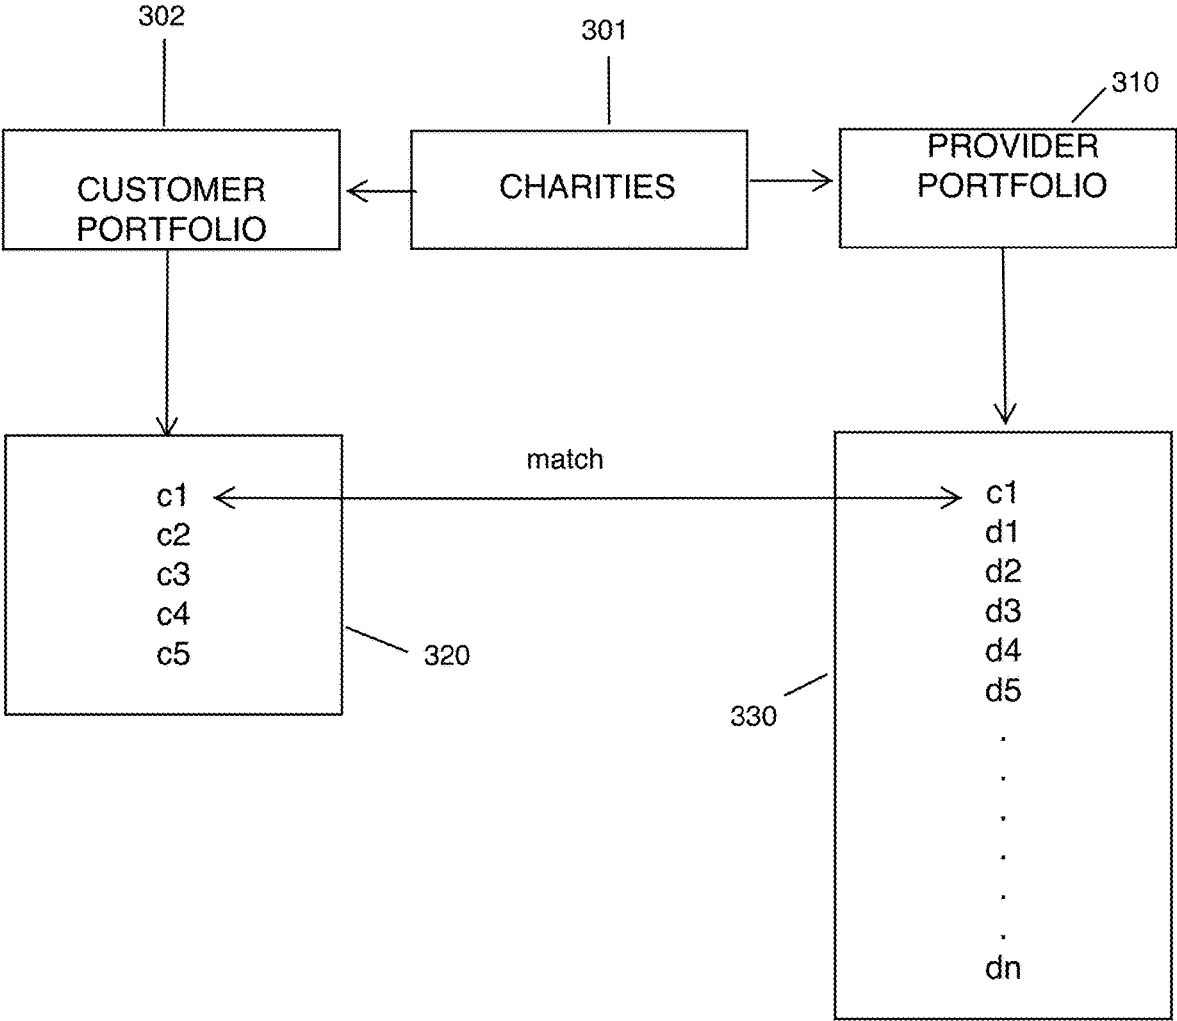 302
301
310
CUSTOMER
PORTFOLIO
CHARITIES
PROVIDER
PORTFOLIO
match
c1
c2
c3
c4
c5
320
330
c1
d1
d2
d3
d4
d5
.
.
.
.
.
.
dn